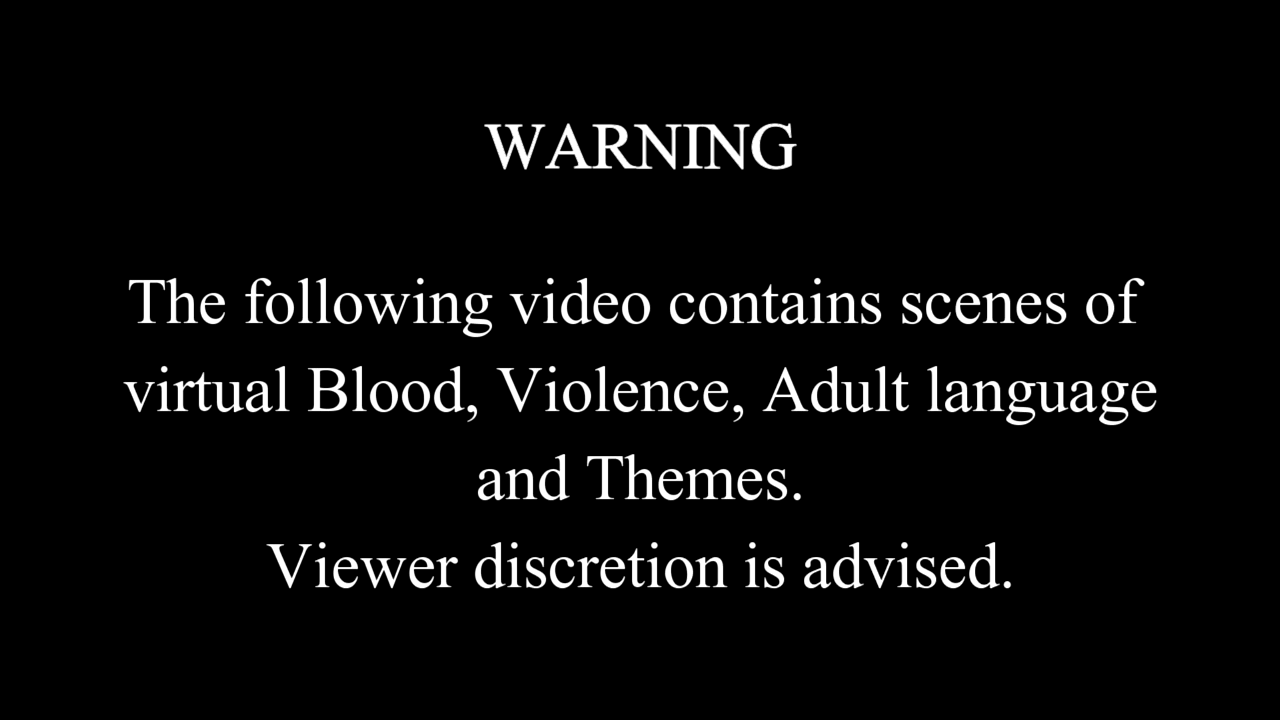 WARNING
The following video contains scenes of
virtual Blood, Violence, Adult language
and Themes.
Viewer discretion is advised.